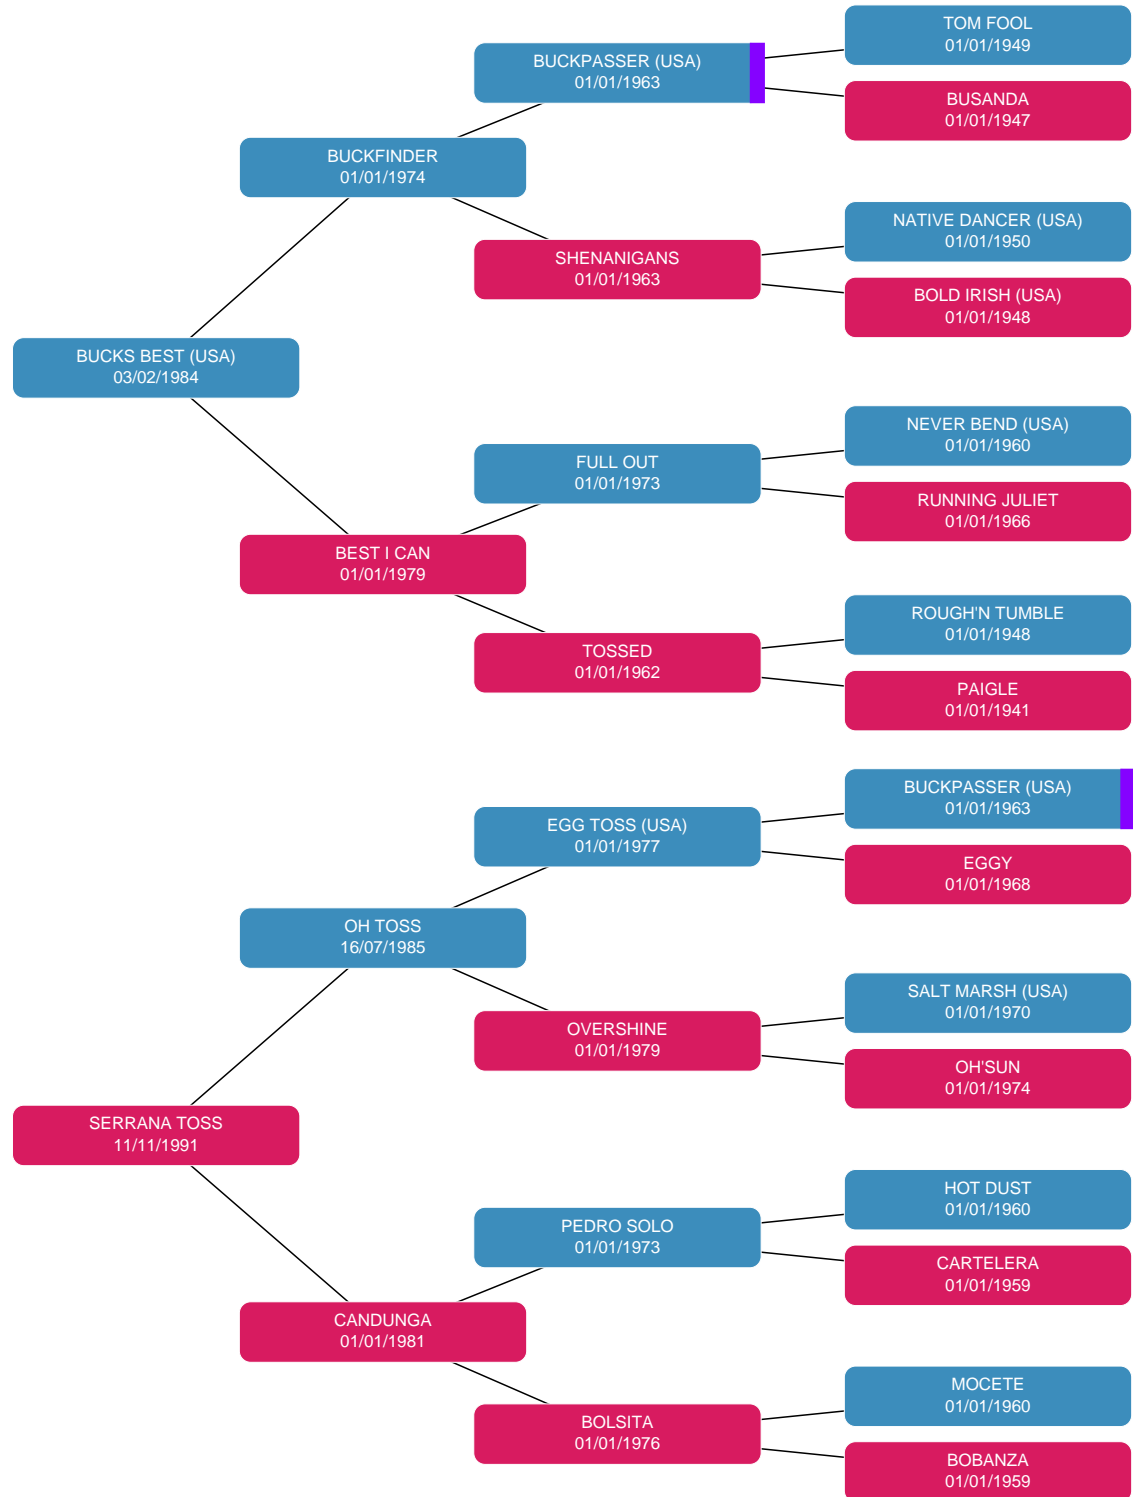 TOM FOOL
01/01/1949
BUCKPASSER (USA)
01/01/1963
BUSANDA
01/01/1947
BUCKFINDER
01/01/1974
NATIVE DANCER (USA)
01/01/1950
SHENANIGANS
01/01/1963
BOLD IRISH (USA)
01/01/1948
BUCKS BEST (USA)
03/02/1984
NEVER BEND (USA)
01/01/1960
FULL OUT
01/01/1973
RUNNING JULIET
01/01/1966
BEST I CAN
01/01/1979
ROUGH'N TUMBLE
01/01/1948
TOSSED
01/01/1962
PAIGLE
01/01/1941
BUCKPASSER (USA)
01/01/1963
EGG TOSS (USA)
01/01/1977
EGGY
01/01/1968
OH TOSS
16/07/1985
SALT MARSH (USA)
01/01/1970
OVERSHINE
01/01/1979
OH'SUN
01/01/1974
SERRANA TOSS
11/11/1991
HOT DUST
01/01/1960
PEDRO SOLO
01/01/1973
CARTELERA
01/01/1959
CANDUNGA
01/01/1981
MOCETE
01/01/1960
BOLSITA
01/01/1976
BOBANZA
01/01/1959